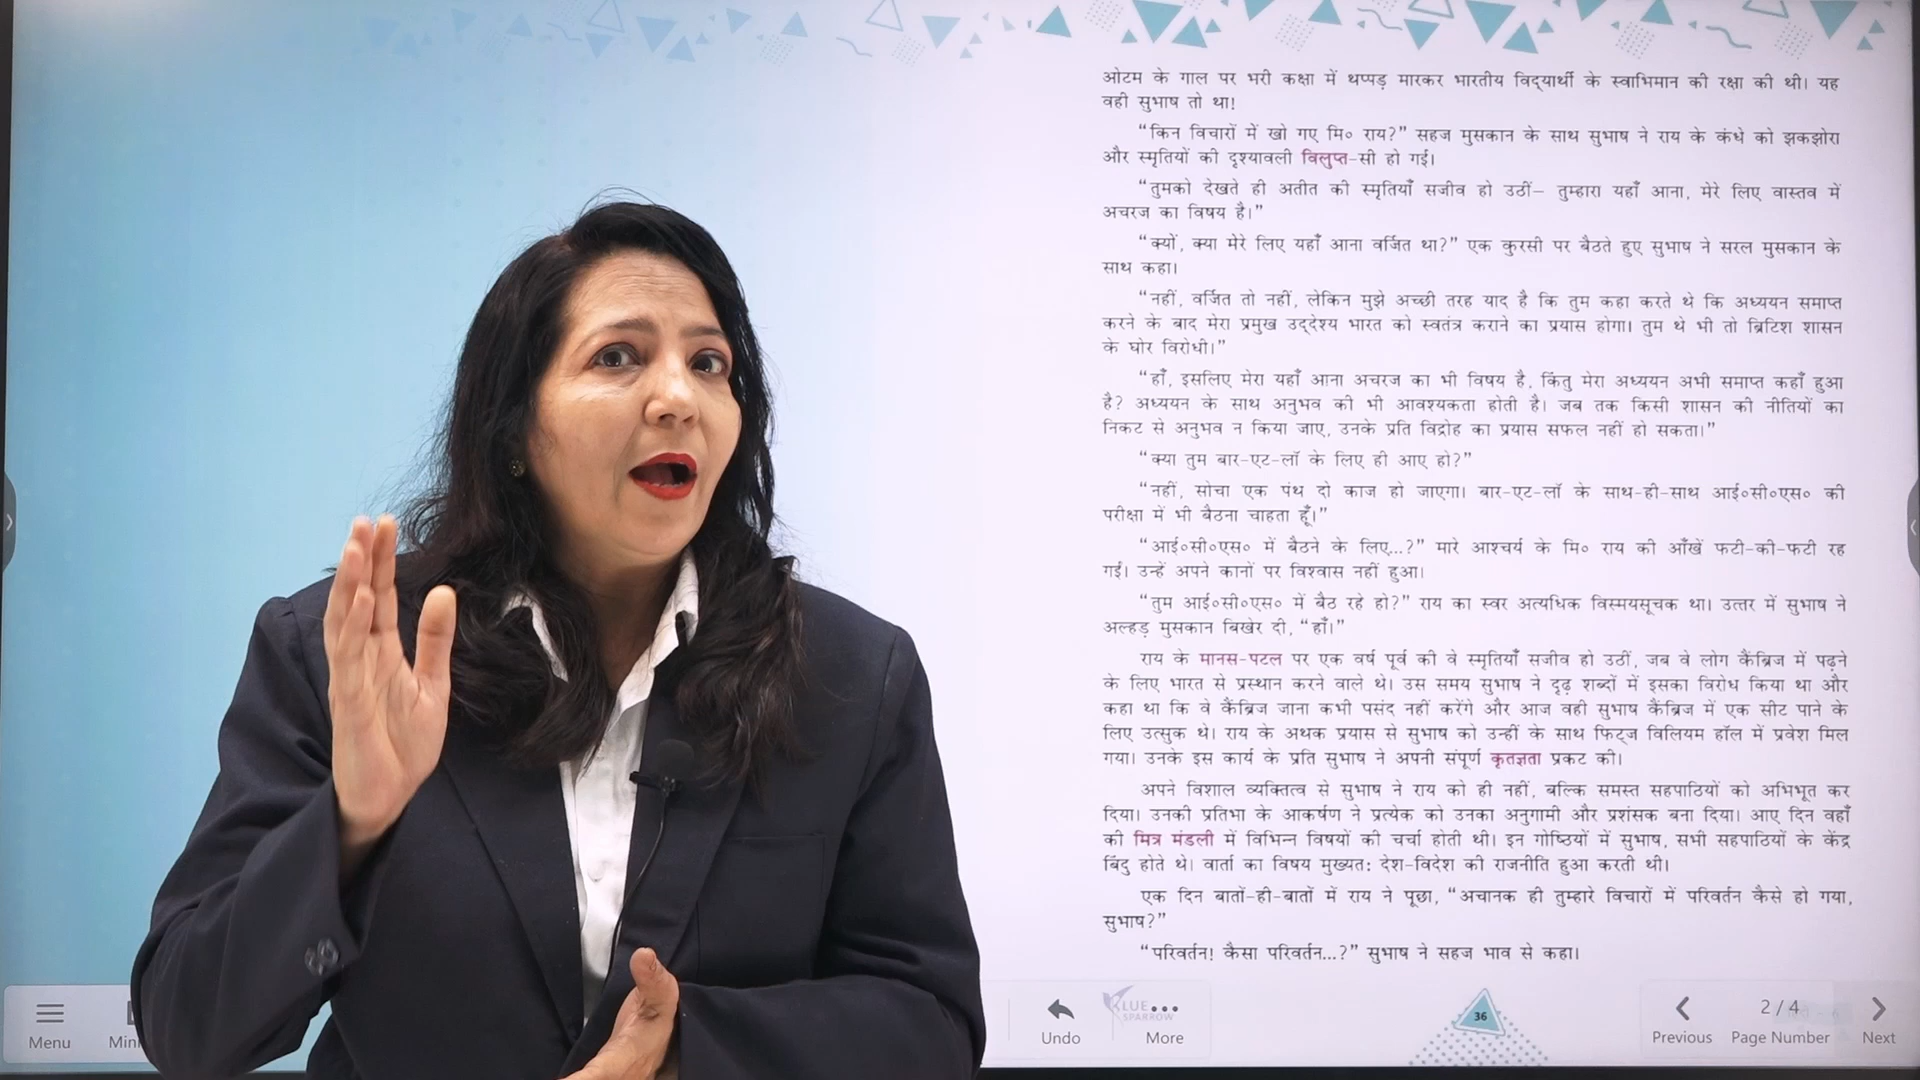 ओटम के गाल पर भरी कक्षा में थप्पड़ मारकर भारतीय विद्‌यार्थी के स्वाभिमान की रक्षा की थी। यह
वही सुभाष तो था!
“किन विचारों में खो गए मि० राय?” सहज मुसकान के साथ सुभाष ने राय के कंधे को झकझोरा
और स्मृतियों की दृश्यावली विलुप्त-सी हो गई।
“तुमको देखते ही अतीत की स्मृतियाँ सजीव हो उठीं– तुम्हारा यहाँ आना, मेरे लिए वास्तव में
अचरज का विषय है।”
“क्यों, क्या मेरे लिए यहाँ आना वर्जित था?” एक कुरसी पर बैठते हुए सुभाष ने सरल मुसकान के
साथ कहा।
“नहीं, वर्जित तो नहीं, लेकिन मुझे अच्छी तरह याद है कि तुम कहा करते थे कि अध्ययन समाप्त
करने के बाद मेरा प्रमुख उद्‌देश्य भारत को स्वतंत्र कराने का प्रयास होगा। तुम थे भी तो ब्रिटिश शासन
के घोर विरोधी।”
“हाँ, इसलिए मेरा यहाँ आना अचरज का भी विषय है, किंतु मेरा अध्ययन अभी समाप्त कहाँ हुआ
है? अध्ययन के साथ अनुभव की भी आवश्यकता होती है। जब तक किसी शासन की नीतियों का
निकट से अनुभव न किया जाए, उनके प्रति विद्रोह का प्रयास सफल नहीं हो सकता।”
“क्या तुम बार-एट-लॉ के लिए ही आए हो?”
“नहीं, सोचा एक पंथ दो काज हो जाएगा। बार-एट-लॉ के साथ-ही-साथ आई०सी०एस० की
परीक्षा में भी बैठना चाहता हूँ।”
“आई०सी०एस० में बैठने के लिए...?” मारे आश्चर्य के मि० राय की आँखें फटी-की-फटी रह
गईं। उन्हें अपने कानों पर विश्वास नहीं हुआ।
“तुम आई०सी०एस० में बैठ रहे हो?” राय का स्वर अत्यधिक विस्मयसूचक था। उत्तर में सुभाष ने
अल्हड़ मुसकान बिखेर दी, “हाँ।”
राय के मानस-पटल पर एक वर्ष पूर्व की वे स्मृतियाँ सजीव हो उठीं, जब वे लोग कैंब्रिज में पढ़ने
के लिए भारत से प्रस्थान करने वाले थे। उस समय सुभाष ने दृढ़ शब्दों में इसका विरोध किया था और
कहा था कि वे कैंब्रिज जाना कभी पसंद नहीं करेंगे और आज वही सुभाष कैंब्रिज में एक सीट पाने के
लिए उत्सुक थे। राय के अथक प्रयास से सुभाष को उन्हीं के साथ फिट्ज विलियम हॉल में प्रवेश मिल
गया। उनके इस कार्य के प्रति सुभाष ने अपनी संपूर्ण कृतज्ञता प्रकट की।
अपने विशाल व्यक्तित्व से सुभाष ने राय को ही नहीं, बल्कि समस्त सहपाठियों को अभिभूत कर
दिया। उनकी प्रतिभा के आकर्षण ने प्रत्येक को उनका अनुगामी और प्रशंसक बना दिया। आए दिन वहाँ
की मित्र मंडली में विभिन्न विषयों की चर्चा होती थी। इन गोष्ठियों में सुभाष, सभी सहपाठियों के केंद्र
बिंदु होते थे। वार्ता का विषय मुख्यतः देश-विदेश की राजनीति हुआ करती थी।
एक दिन बातों-ही-बातों में राय ने पूछा, “अचानक ही तुम्हारे विचारों में परिवर्तन कैसे हो गया,
सुभाष?”
“परिवर्तन! कैसा परिवर्तन...?” सुभाष ने सहज भाव से कहा।
36
2 / 4
Menu
Undo
More
Previous
Page Number
Next